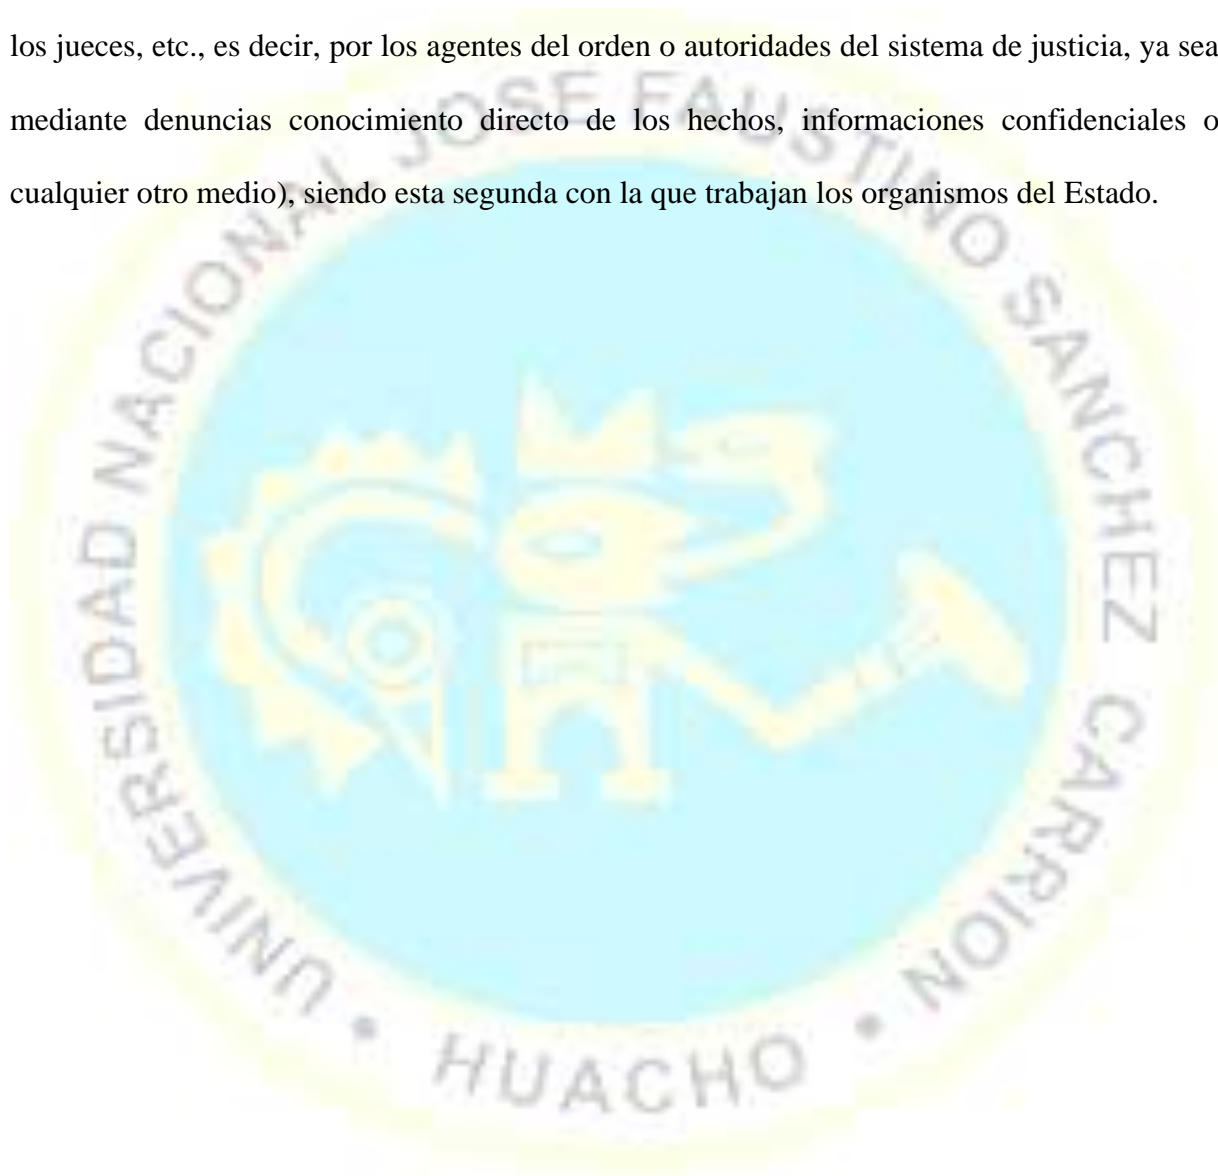 los jueces, etc., es decir, por los agentes del orden o autoridades del sistema de justicia, ya sea
mediante denuncias conocimiento directo de los hechos, informaciones confidenciales o
cualquier otro medio), siendo esta segunda con la que trabajan los organismos del Estado.
UNIVERSIDAD NACIONAL JOSE FAUSTINO SANCHEZ CARRION
• HUACHO •